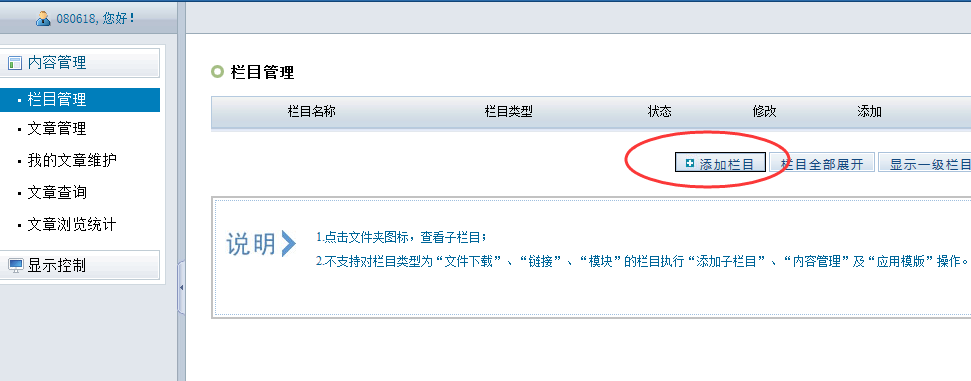 080618, 您好!
内容管理
栏目管理
文章管理
我的文章维护
文章查询
文章浏览统计
显示控制
栏目管理
栏目名称 栏目类型 状态 修改 添加
添加栏目 栏目全部展开 显示一级栏目
说明
1.点击文件夹图标，查看子栏目；
2.不支持对栏目类型为“文件下载”、“链接”、“模块”的栏目执行“添加子栏目”、“内容管理”及“应用模版”操作。